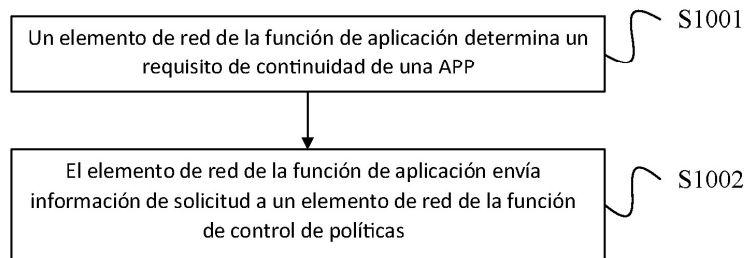 Un elemento de red de la función de aplicación determina un
requisito de continuidad de una APP
S1001
El elemento de red de la función de aplicación envía
información de solicitud a un elemento de red de la función
de control de políticas
S1002